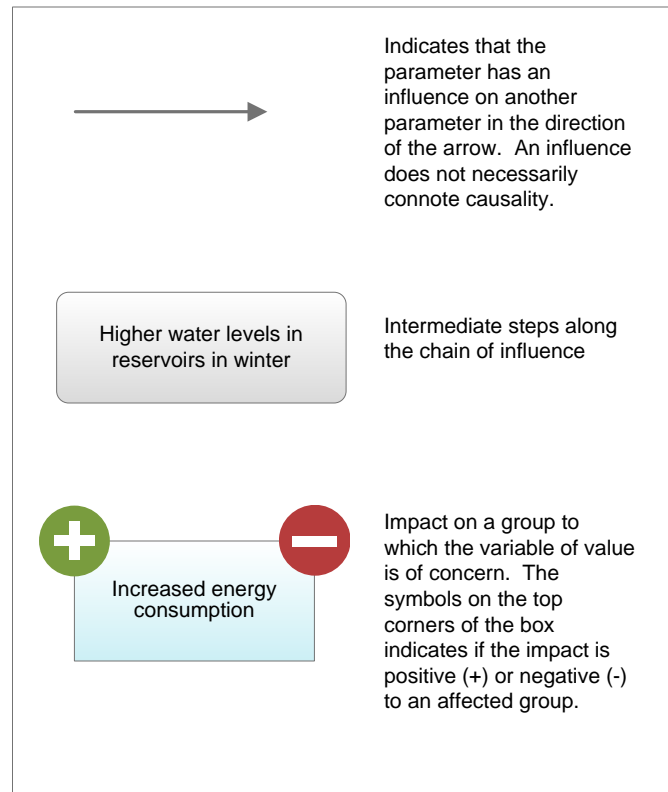 Indicates that the
parameter has an
influence on another
parameter in the direction
of the arrow.  An influence
does not necessarily
connote causality.
Higher water levels in
reservoirs in winter
Intermediate steps along
the chain of influence
Increased energy
consumption
Impact on a group to
which the variable of value
is of concern.  The
symbols on the top
corners of the box
indicates if the impact is
positive (+) or negative (-)
to an affected group.